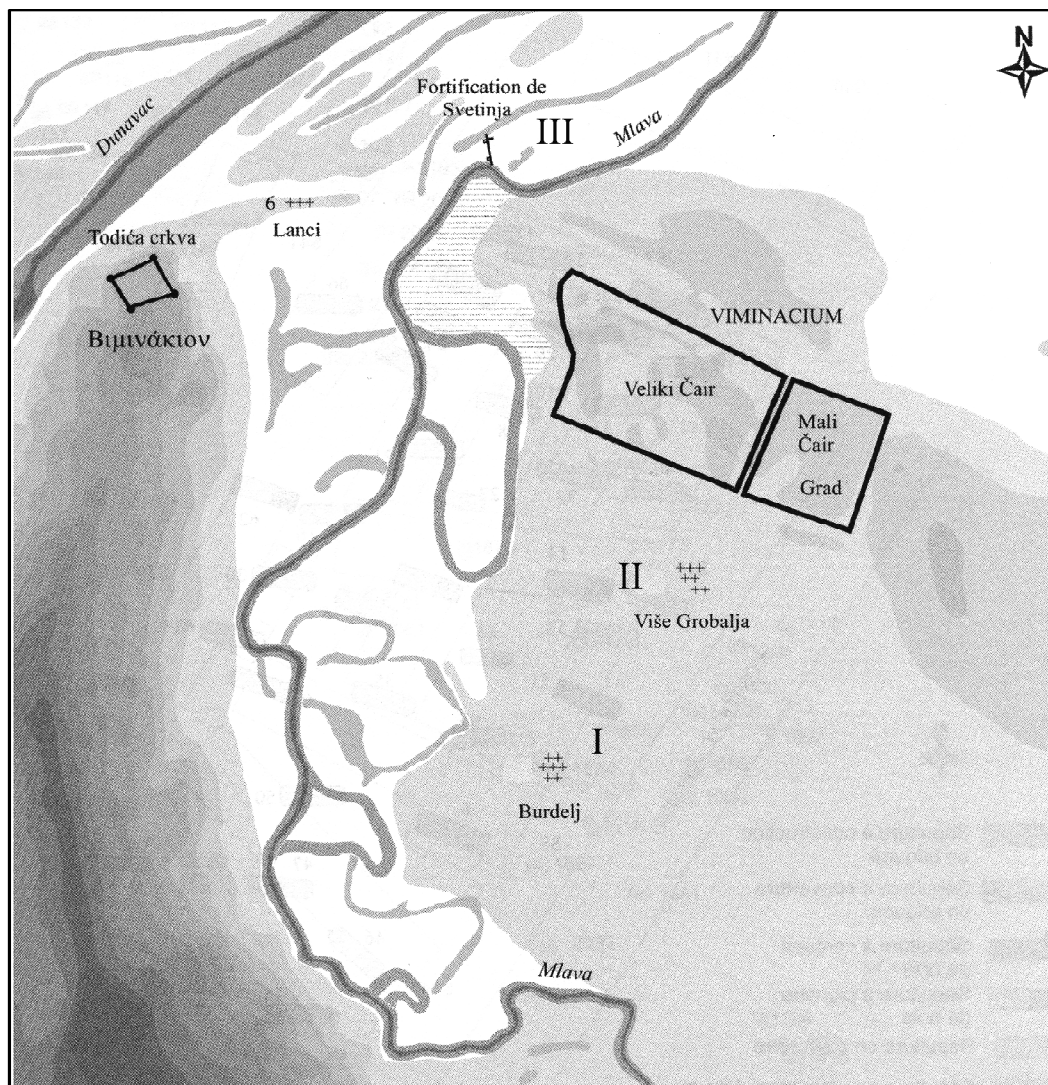 N
Fortification de
Svetinja
III
Mlava
Dunavac
6 +++
Lanci
Todića crkva
Βιμινάκιον
VIMINACIUM
Veliki Čair
Mali
Čair
Grad
II
Više Grobalja
I
Burdelj
Mlava